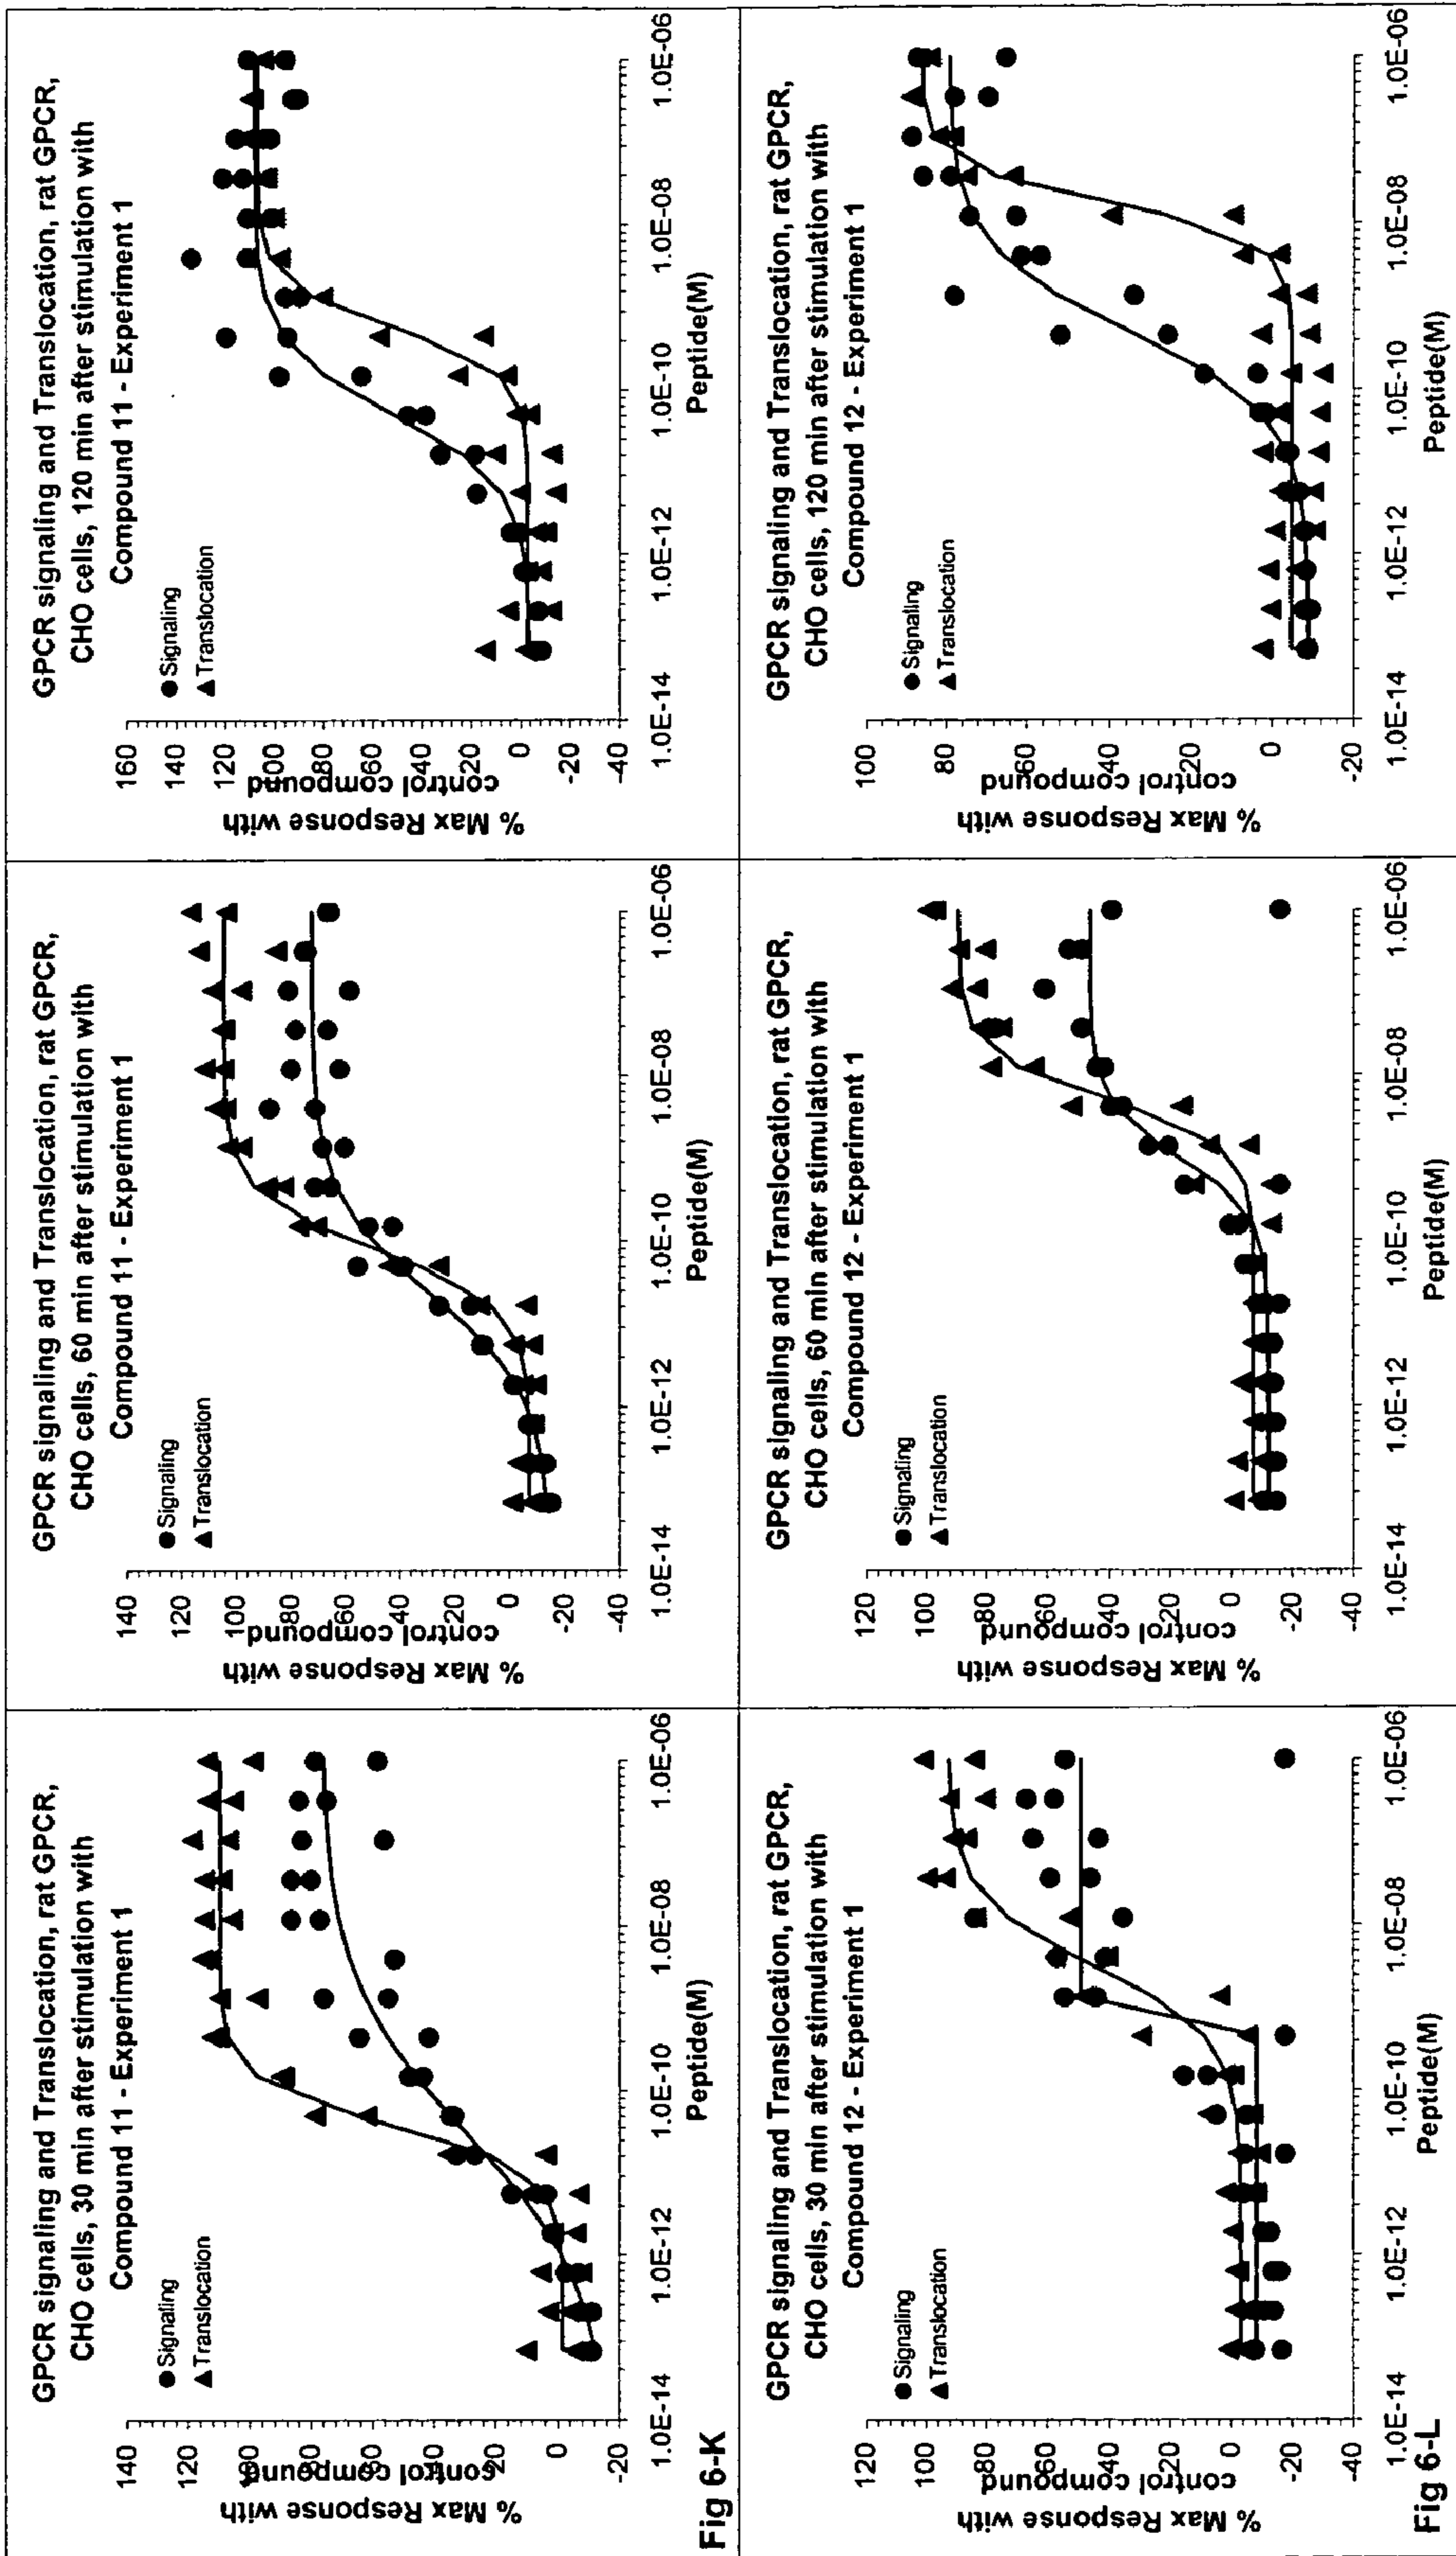 GPCR signaling and Translocation, rat GPCR,
CHO cells, 30 min after stimulation with
Compound 11 - Experiment 1
Signaling
Translocation
% Max Response with
control compound
140
120
100
80
60
40
20
0
-20
1.0E-14
1.0E-12
1.0E-10
1.0E-08
1.0E-06
Peptide(M)
GPCR signaling and Translocation, rat GPCR,
CHO cells, 60 min after stimulation with
Compound 11 - Experiment 1
Signaling
Translocation
% Max Response with
control compound
140
120
100
80
60
40
20
0
-20
-40
1.0E-14
1.0E-12
1.0E-10
1.0E-08
1.0E-06
Peptide(M)
GPCR signaling and Translocation, rat GPCR,
CHO cells, 120 min after stimulation with
Compound 11 - Experiment 1
Signaling
Translocation
% Max Response with
control compound
160
140
120
100
80
60
40
20
0
-20
-40
1.0E-14
1.0E-12
1.0E-10
1.0E-08
1.0E-06
Peptide(M)
Fig 6-K
GPCR signaling and Translocation, rat GPCR,
CHO cells, 30 min after stimulation with
Compound 12 - Experiment 1
Signaling
Translocation
% Max Response with
control compound
120
100
80
60
40
20
0
-20
-40
1.0E-14
1.0E-12
1.0E-10
1.0E-08
1.0E-06
Peptide(M)
GPCR signaling and Translocation, rat GPCR,
CHO cells, 60 min after stimulation with
Compound 12 - Experiment 1
Signaling
Translocation
% Max Response with
control compound
120
100
80
60
40
20
0
-20
-40
1.0E-14
1.0E-12
1.0E-10
1.0E-08
1.0E-06
Peptide(M)
GPCR signaling and Translocation, rat GPCR,
CHO cells, 120 min after stimulation with
Compound 12 - Experiment 1
Signaling
Translocation
% Max Response with
control compound
100
80
60
40
20
0
-20
1.0E-14
1.0E-12
1.0E-10
1.0E-08
1.0E-06
Peptide(M)
Fig 6-L